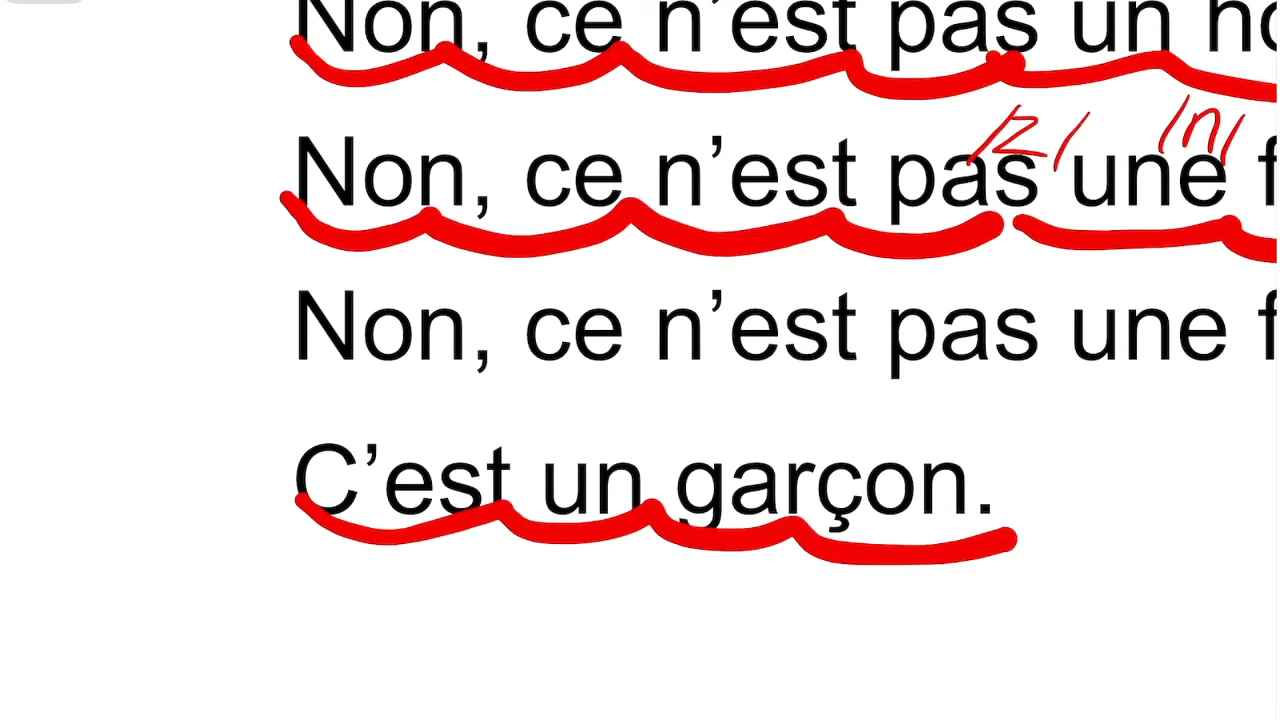 Non, ce n'est pas un
/z/ /n/
Non, ce n'est pas une
Non, ce n'est pas une
C'est un garçon.